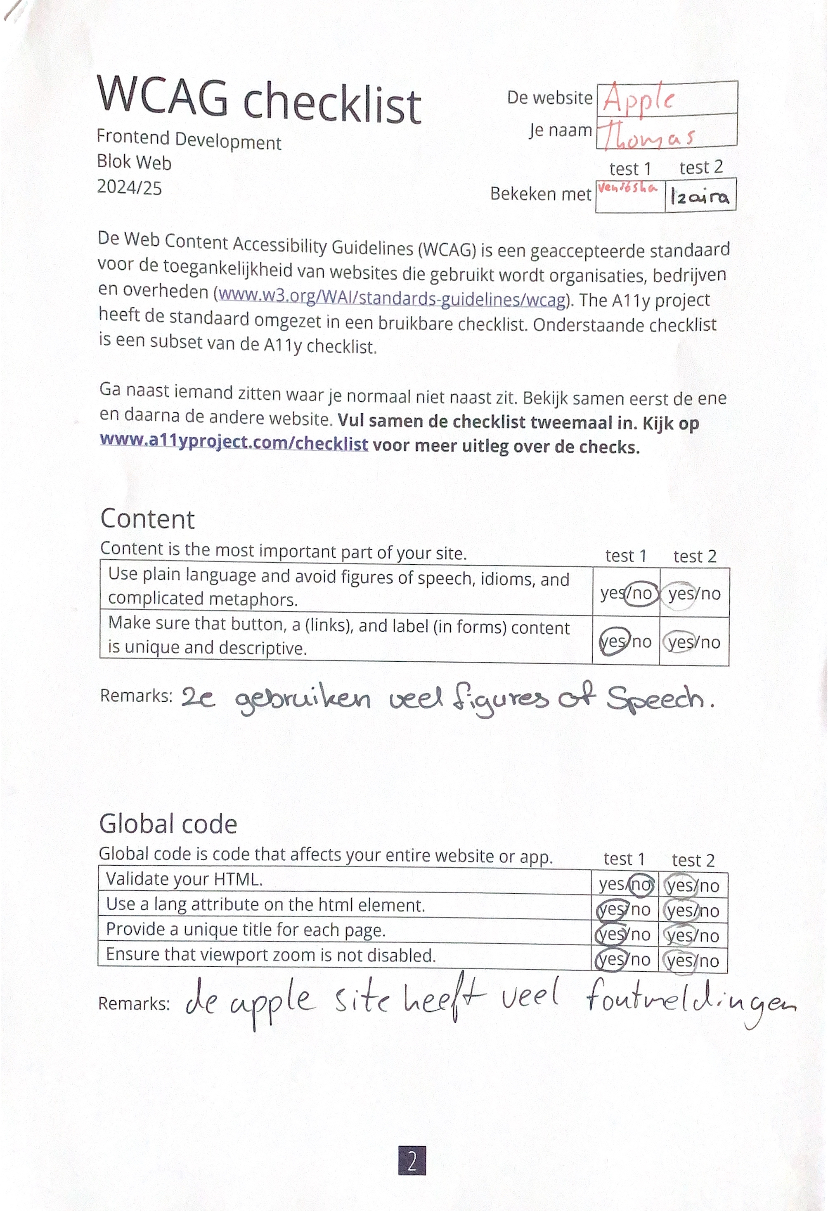 WCAG checklist
Frontend Development
Blok Web
2024/25
De website Apple
Je naam Thomas
test 1 test 2
Bekeken met Izaira
De Web Content Accessibility Guidelines (WCAG) is een geaccepteerde standaard
voor de toegankelijkheid van websites die gebruikt wordt organisaties, bedrijven
en overheden (www.w3.org/WAI/standards-guidelines/wcag). The A11y project
heeft de standaard omgezet in een bruikbare checklist. Onderstaande checklist
is een subset van de A11y checklist.
Ga naast iemand zitten waar je normaal niet naast zit. Bekijk samen eerst de ene
en daarna de andere website. Vul samen de checklist tweemaal in. Kijk op
www.a11yproject.com/checklist voor meer uitleg over de checks.
Content
Content is the most important part of your site. test 1 test 2
Use plain language and avoid figures of speech, idioms, and
complicated metaphors. yes/no yes/no
Make sure that button, a (links), and label (in forms) content
is unique and descriptive. yes/no yes/no
Remarks: Ze gebruiken veel figures of Speech.
Global code
Global code is code that affects your entire website or app. test 1 test 2
Validate your HTML. yes/no yes/no
Use a lang attribute on the html element. yes/no yes/no
Provide a unique title for each page. yes/no yes/no
Ensure that viewport zoom is not disabled. yes/no yes/no
Remarks: de apple site heeft veel foutmeldingen
2